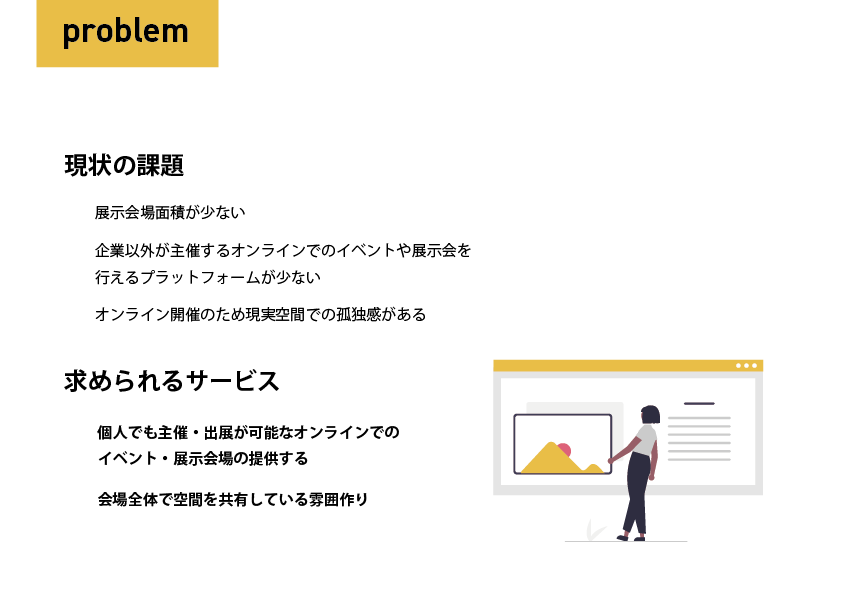 problem
現状の課題
展示会場面積が少ない
企業以外が主催するオンラインでのイベントや展示会を
行えるプラットフォームが少ない
オンライン開催のため現実空間での孤独感がある
求められるサービス
個人でも主催・出展が可能なオンラインでの
イベント・展示会場の提供する
会場全体で空間を共有している雰囲作り